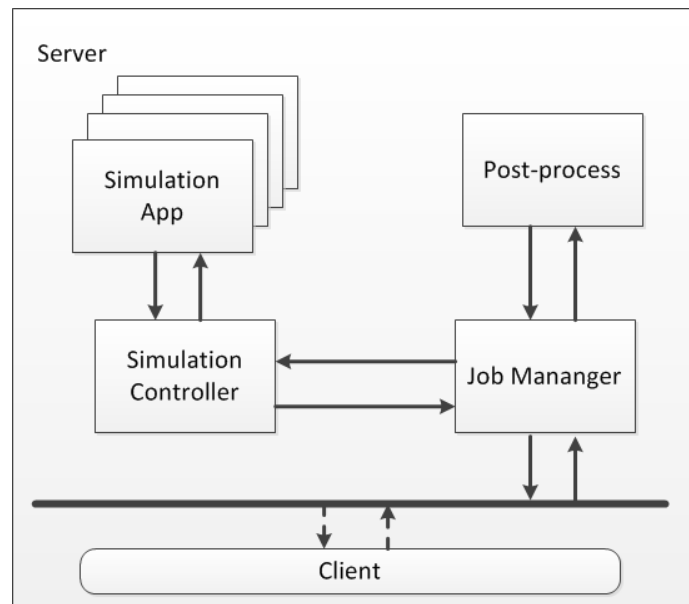 Server
Simulation
App
Post-process
Simulation
Controller
Job Mananger
Client